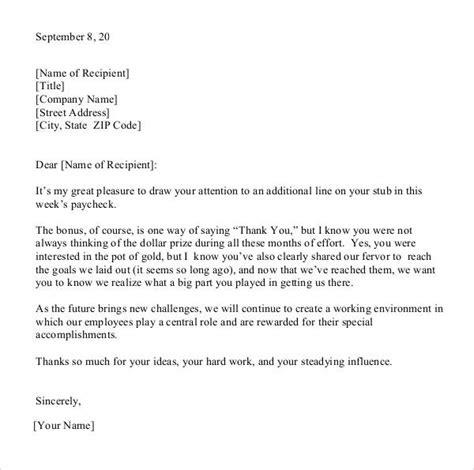 September 8, 20
[Name of Recipient]
[Title]
[Company Name]
[Street Address]
[City, State  ZIP Code]
Dear [Name of Recipient]:
It’s my great pleasure to draw your attention to an additional line on your stub in this
week’s paycheck.
The bonus, of course, is one way of saying “Thank You,” but I know you were not
always thinking of the dollar prize during all these months of effort.  Yes, you were
interested in the pot of gold, but I  know you’ve also clearly shared our fervor to  reach
the goals we laid out (it seems so long ago), and now that we’ve reached them, we want
you to know we realize what a big part you played in getting us there.
As the future brings new challenges, we will continue to create a working environment in
which our employees play a central role and are rewarded for their special
accomplishments.
Thanks so much for your ideas, your hard work, and your steadying influence.
Sincerely,
[Your Name]